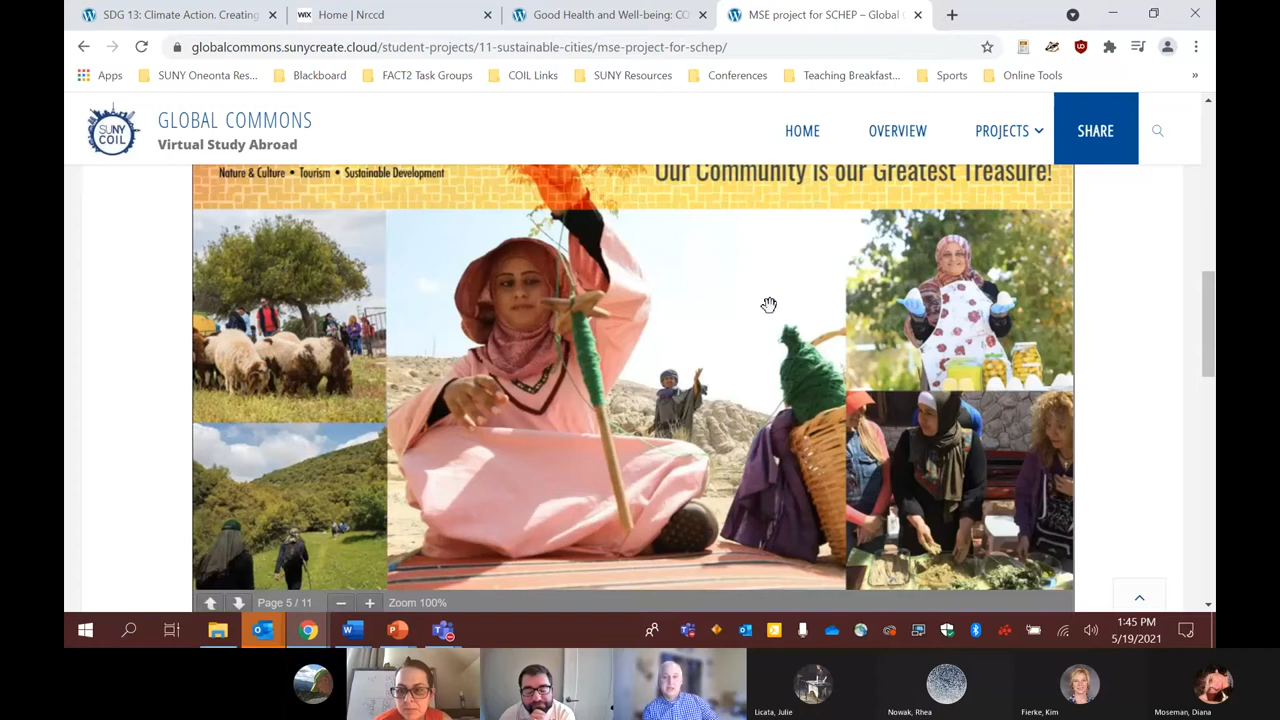 SDG 13: Climate Action. Creating
WIX Home | Nrccd
Good Health and Well-being: CO
MSE project for SCHEP – Global C
globalcommons.sunycreate.cloud/student-projects/11-sustainable-cities/mse-project-for-schep/
Apps SUNY Oneonta Res... Blackboard FACT2 Task Groups COIL Links SUNY Resources Conferences Teaching Breakfast... Sports Online Tools »
SUNY COIL
GLOBAL COMMONS
Virtual Study Abroad
HOME OVERVIEW PROJECTS SHARE
Nature & Culture • Tourism • Sustainable Development
Our Community is our Greatest Treasure!
Page 5 / 11 Zoom 100%
1:45 PM
5/19/2021
Licata, Julie
Nowak, Rhea
Fierke, Kim
Moseman, Diana